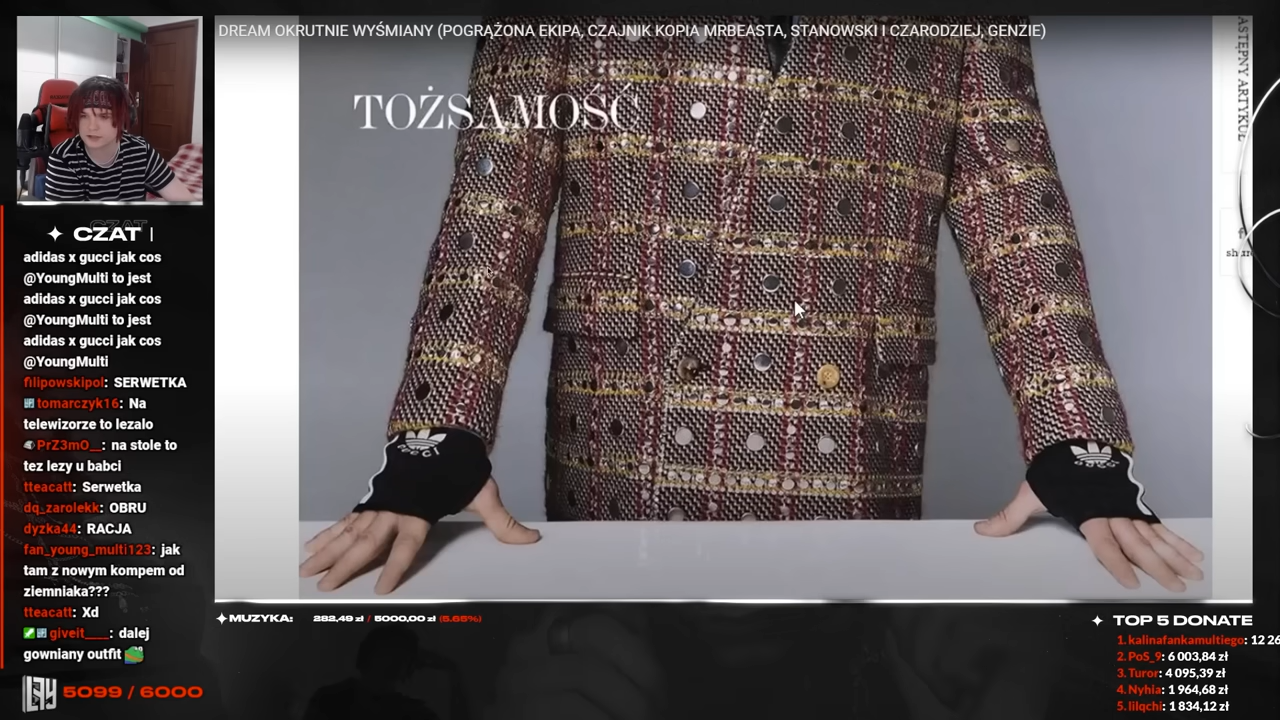 DREAM OKRUTNIE WYŚMIANY (POGRĄŻONA EKIPA, CZAJNIK KOPIA MRBEASTA, STANOWSKI I CZARODZIEJ, GENZIE)
TOŻSAMOŚĆ
ASTĘPNY ARTYKUŁ
share
CZAT
adidas x gucci jak cos
@YoungMulti to jest
adidas x gucci jak cos
@YoungMulti to jest
adidas x gucci jak cos
@YoungMulti
filipowskipol: SERWETKA
tomarczyk16: Na
telewizorze to lezalo
PrZ3mO__: na stole to
tez lezy u babci
tteacatt: Serwetka
dq_zarolekk: OBRU
dyzka44: RACJA
fan_young_multi123: jak
tam z nowym kompem od
zlemniaka???
tteacatt: Xd
giveit____: dalej
gowniany outfit
5099 / 6000
MUZYKA: 282,49 zł / 5000,00 zł (5.65%)
TOP 5 DONATE
1. kalinafankamultiego: 12 26
2. PoS_9: 6 003,84 zł
3. Turor: 4 095,39 zł
4. Nyhia: 1 964,68 zł
5. lilqchi: 1 834,12 zł